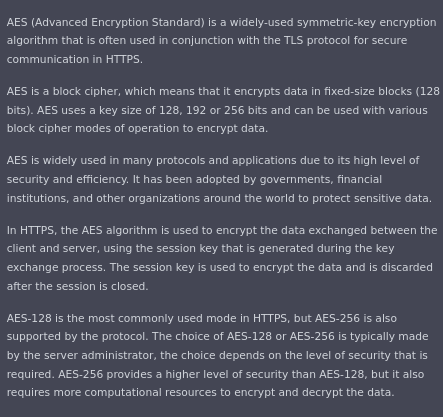 AES (Advanced Encryption Standard) is a widely-used symmetric-key encryption
algorithm that is often used in conjunction with the TLS protocol for secure
communication in HTTPS.
AES is a block cipher, which means that it encrypts data in fixed-size blocks (128
bits). AES uses a key size of 128, 192 or 256 bits and can be used with various
block cipher modes of operation to encrypt data.
AES is widely used in many protocols and applications due to its high level of
security and efficiency. It has been adopted by governments, financial
institutions, and other organizations around the world to protect sensitive data.
In HTTPS, the AES algorithm is used to encrypt the data exchanged between the
client and server, using the session key that is generated during the key
exchange process. The session key is used to encrypt the data and is discarded
after the session is closed.
AES-128 is the most commonly used mode in HTTPS, but AES-256 is also
supported by the protocol. The choice of AES-128 or AES-256 is typically made
by the server administrator, the choice depends on the level of security that is
required. AES-256 provides a higher level of security than AES-128, but it also
requires more computational resources to encrypt and decrypt the data.